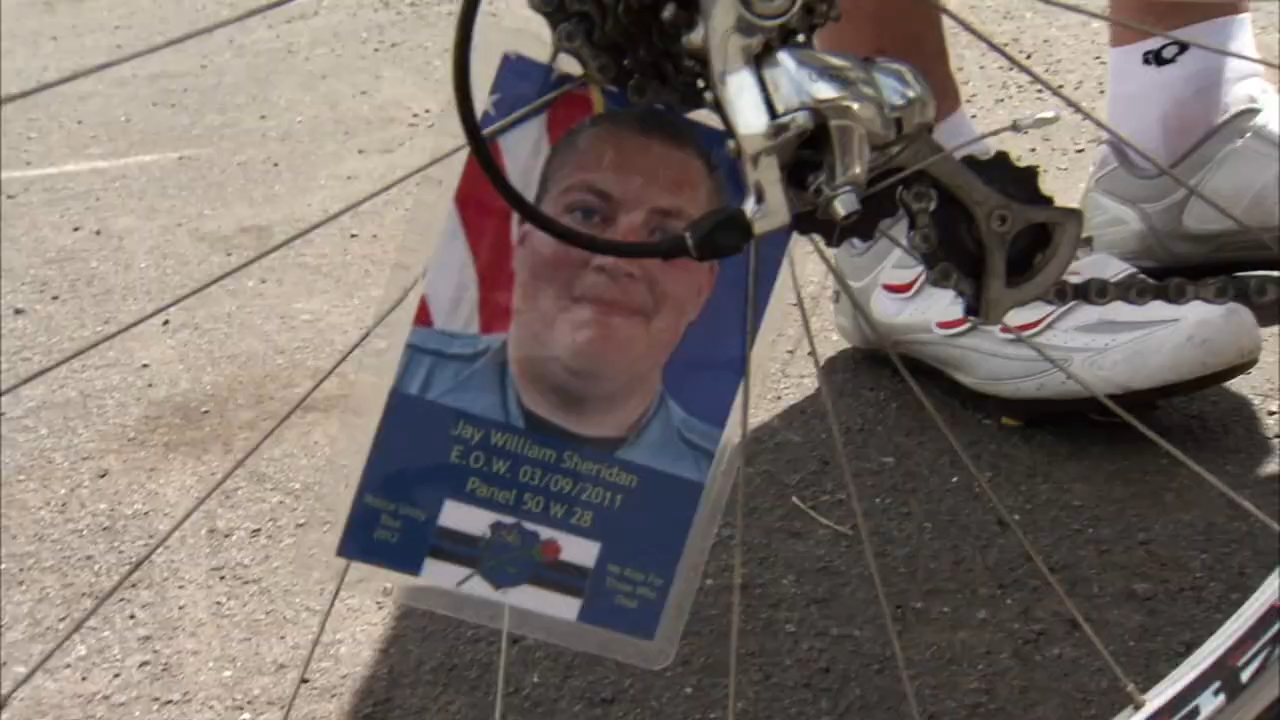 Jay William Sheridan
E.O.W. 03/09/2011
Panel 50 W 28
Police Unity
Tour
2012
We Ride For
Those Who
Died